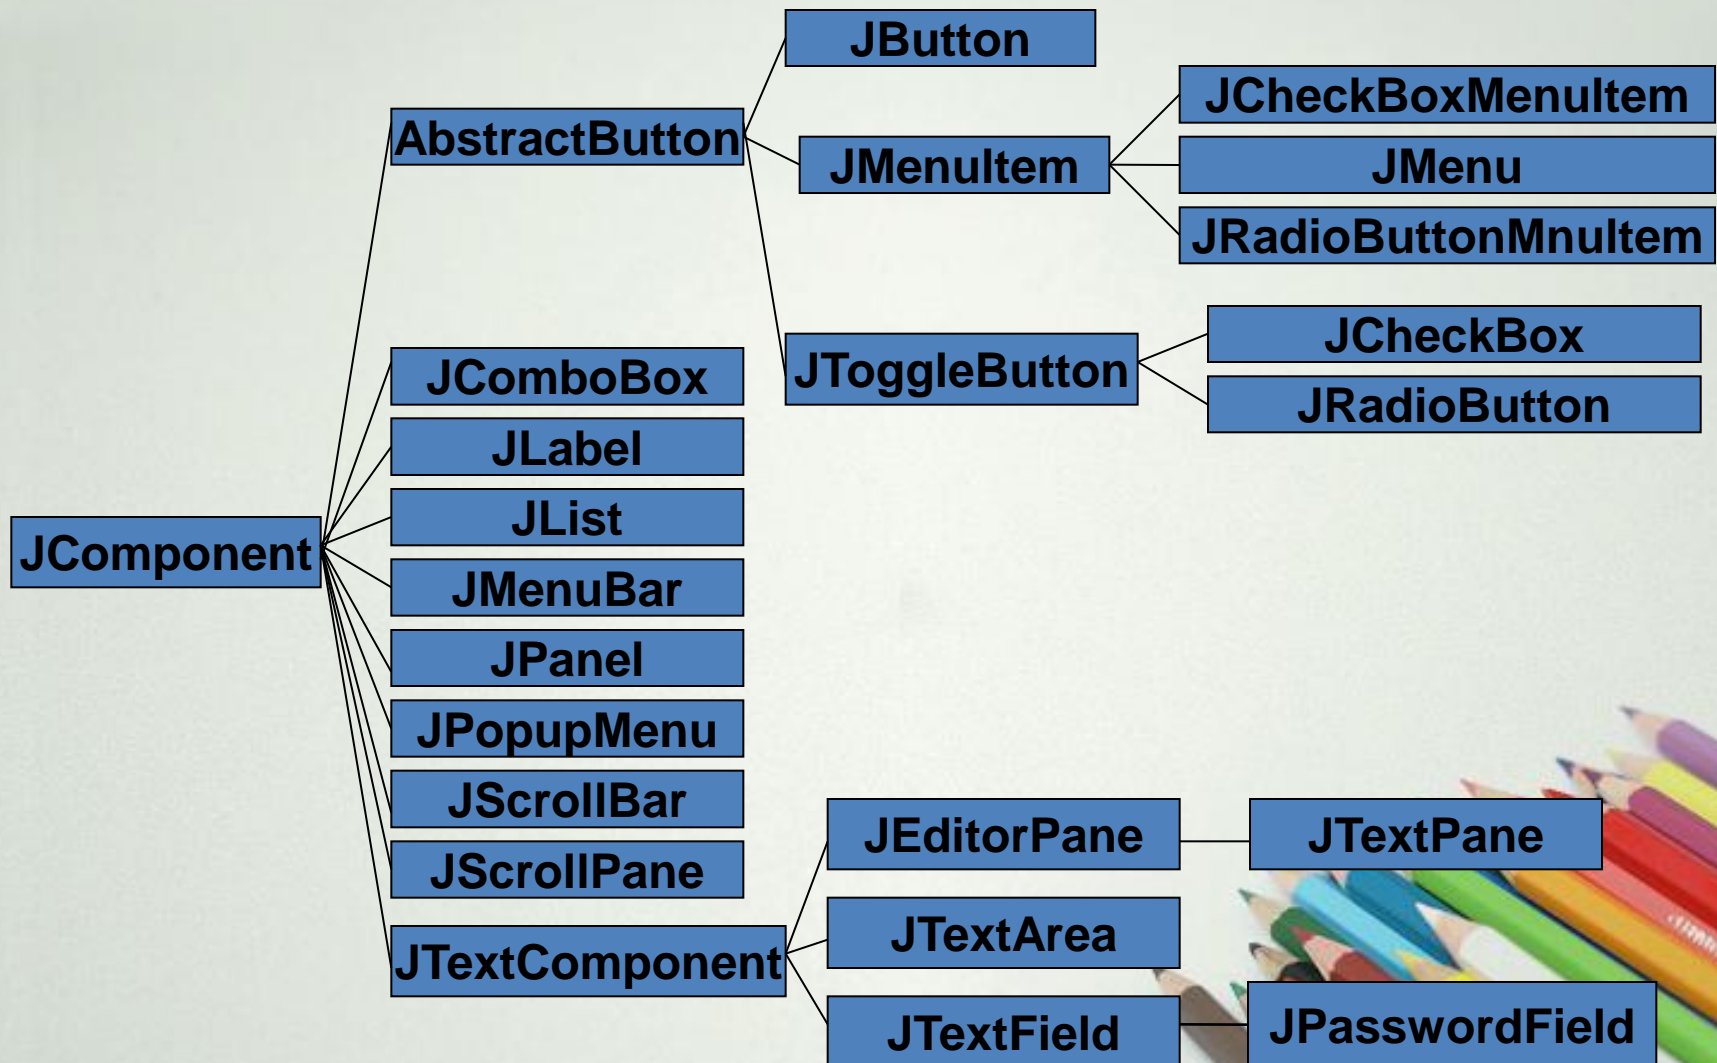 JButton
JCheckBoxMenuItem
AbstractButton
JMenuItem
JMenu
JRadioButtonMnuItem
JCheckBox
JToggleButton
JComboBox
JRadioButton
JLabel
JList
JComponent
JMenuBar
JPanel
JPopupMenu
JScrollBar
JEditorPane
JTextPane
JScrollPane
JTextArea
JTextComponent
JTextField
JPasswordField